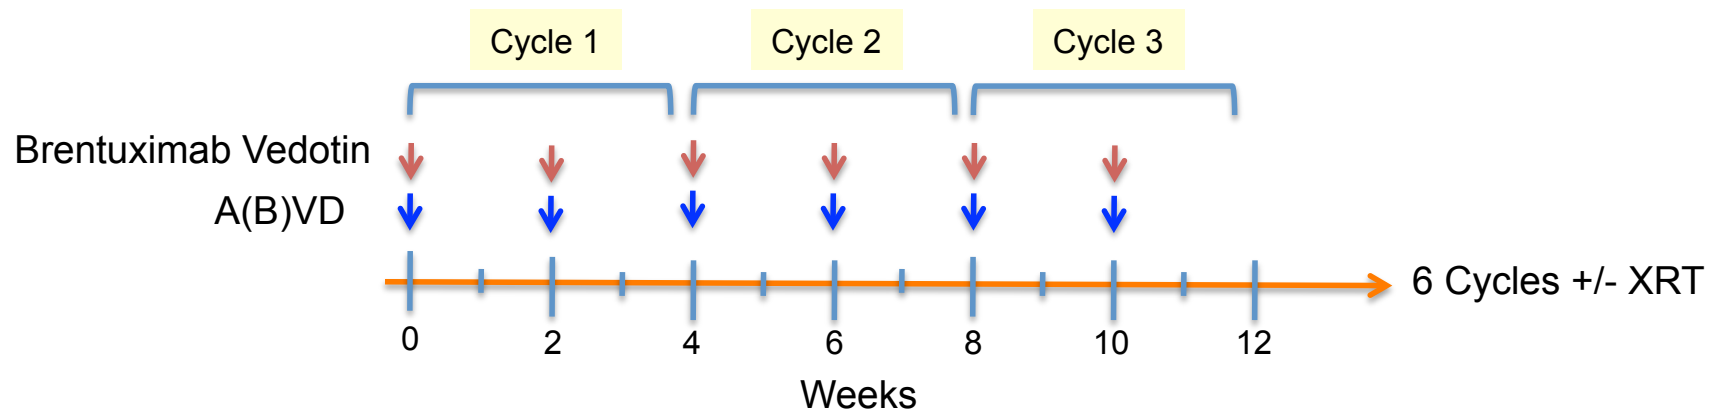 Cycle 1
Cycle 2
Cycle 3
Brentuximab Vedotin
A(B)VD
6 Cycles +/- XRT
0
2
4
6
8
10
12
Weeks